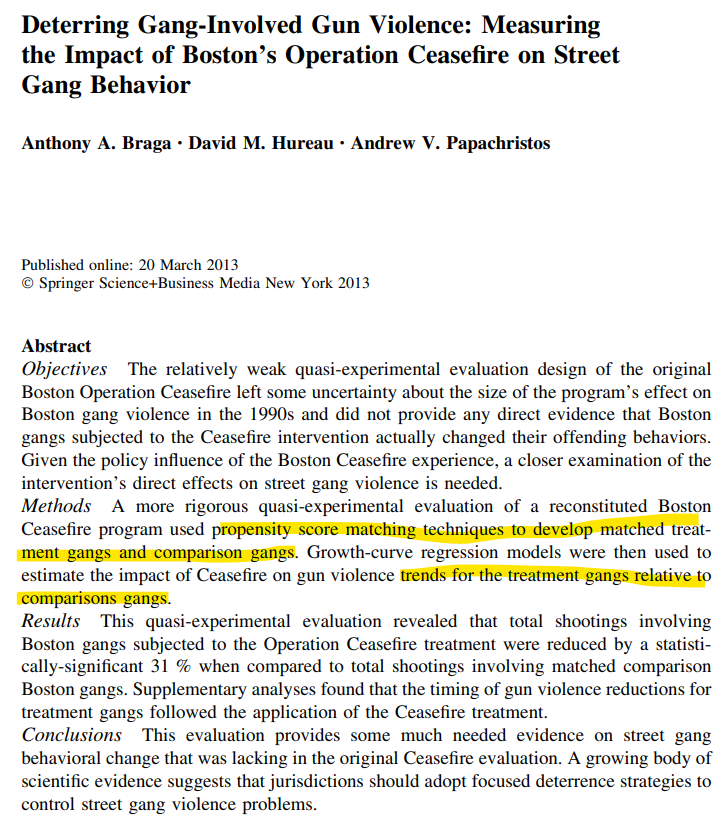 Deterring Gang-Involved Gun Violence: Measuring
the Impact of Boston's Operation Ceasefire on Street
Gang Behavior
Anthony A. Braga · David M. Hureau · Andrew V. Papachristos
Published online: 20 March 2013
© Springer Science+Business Media New York 2013
Abstract
Objectives The relatively weak quasi-experimental evaluation design of the original
Boston Operation Ceasefire left some uncertainty about the size of the program's effect on
Boston gang violence in the 1990s and did not provide any direct evidence that Boston
gangs subjected to the Ceasefire intervention actually changed their offending behaviors.
Given the policy influence of the Boston Ceasefire experience, a closer examination of the
intervention's direct effects on street gang violence is needed.
Methods A more rigorous quasi-experimental evaluation of a reconstituted Boston
Ceasefire program used propensity score matching techniques to develop matched treat-
ment gangs and comparison gangs. Growth-curve regression models were then used to
estimate the impact of Ceasefire on gun violence trends for the treatment gangs relative to
comparisons gangs.
Results This quasi-experimental evaluation revealed that total shootings involving
Boston gangs subjected to the Operation Ceasefire treatment were reduced by a statisti-
cally-significant 31 % when compared to total shootings involving matched comparison
Boston gangs. Supplementary analyses found that the timing of gun violence reductions for
treatment gangs followed the application of the Ceasefire treatment.
Conclusions This evaluation provides some much needed evidence on street gang
behavioral change that was lacking in the original Ceasefire evaluation. A growing body of
scientific evidence suggests that jurisdictions should adopt focused deterrence strategies to
control street gang violence problems.